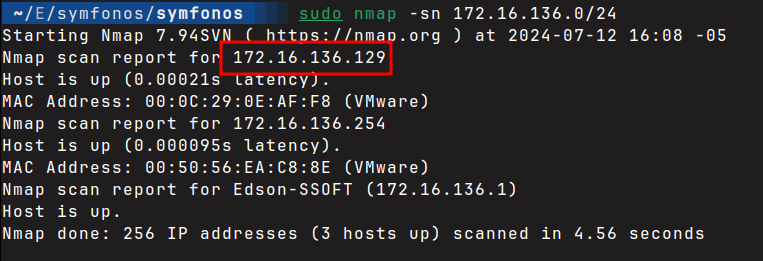 ~/E/symfonos/symfonos sudo nmap -sn 172.16.136.0/24
Starting Nmap 7.94SVN ( https://nmap.org ) at 2024-07-12 16:08 -05
Nmap scan report for 172.16.136.129
Host is up (0.00021s latency).
MAC Address: 00:0C:29:0E:AF:F8 (VMware)
Nmap scan report for 172.16.136.254
Host is up (0.000095s latency).
MAC Address: 00:50:56:EA:C8:8E (VMware)
Nmap scan report for Edson-SSOFT (172.16.136.1)
Host is up.
Nmap done: 256 IP addresses (3 hosts up) scanned in 4.56 seconds